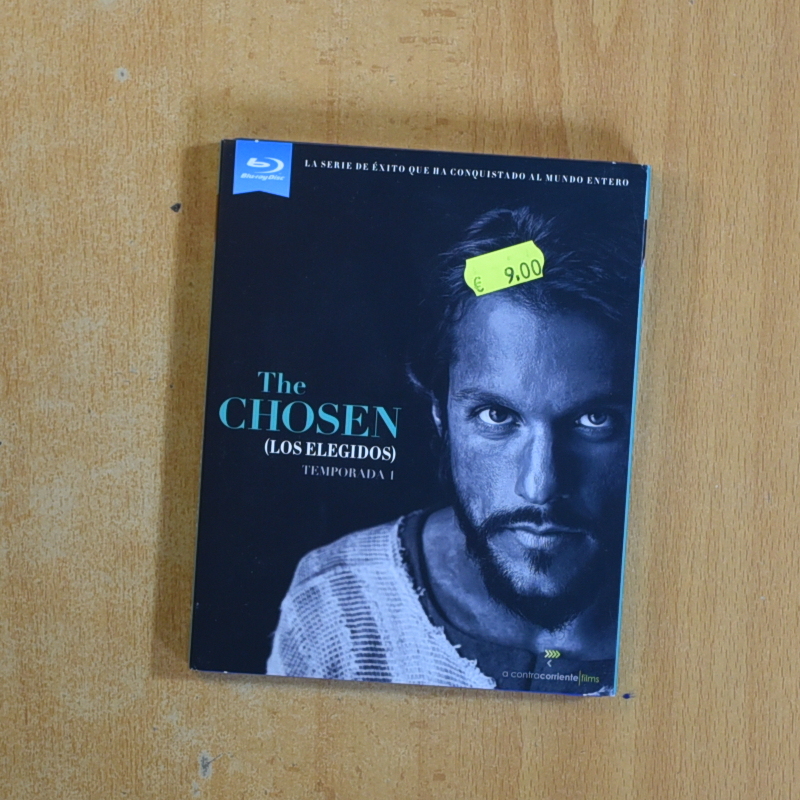 Blu-ray Disc
LA SERIE DE ÉXITO QUE HA CONQUISTADO AL MUNDO ENTERO
€ 9,00
The
CHOSEN
(LOS ELEGIDOS)
TEMPORADA 1
a contracorriente films